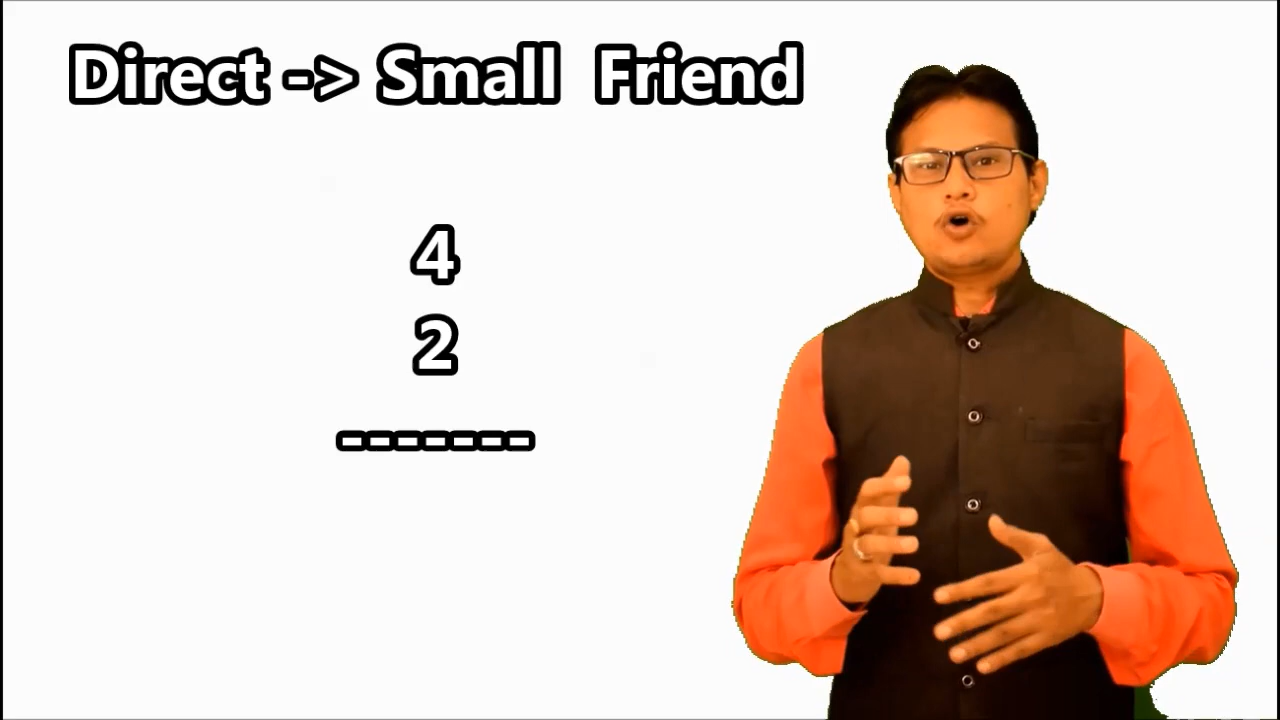 Direct -> Small Friend
4
2
-------